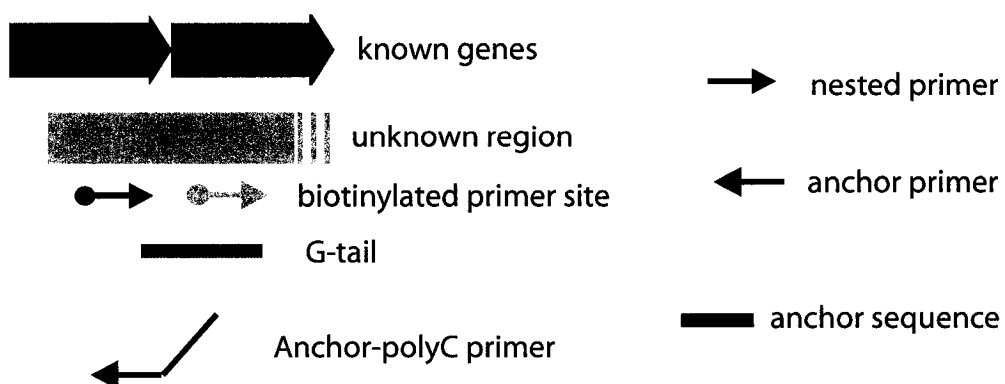 known genes
nested primer
unknown region
anchor primer
biotinylated primer site
G-tail
anchor sequence
Anchor-polyC primer